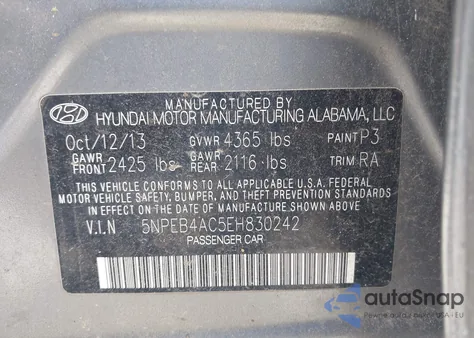 MANUFACTURED BY
HYUNDAI MOTOR MANUFACTURING ALABAMA, LLC
Oct/12/13 GVWR 4365 lbs PAINT P3
GAWR FRONT 2425 lbs GAWR REAR 2116 lbs TRIM RA
THIS VEHICLE CONFORMS TO ALL APPLICABLE U.S.A. FEDERAL
MOTOR VEHICLE SAFETY, BUMPER, AND THEFT PREVENTION STANDARDS
IN EFFECT ON THE DATE OF MANUFACTURE SHOWN ABOVE.
V.I.N 5NPEB4AC5EH830242
PASSENGER CAR
autoSnap
USA - EU